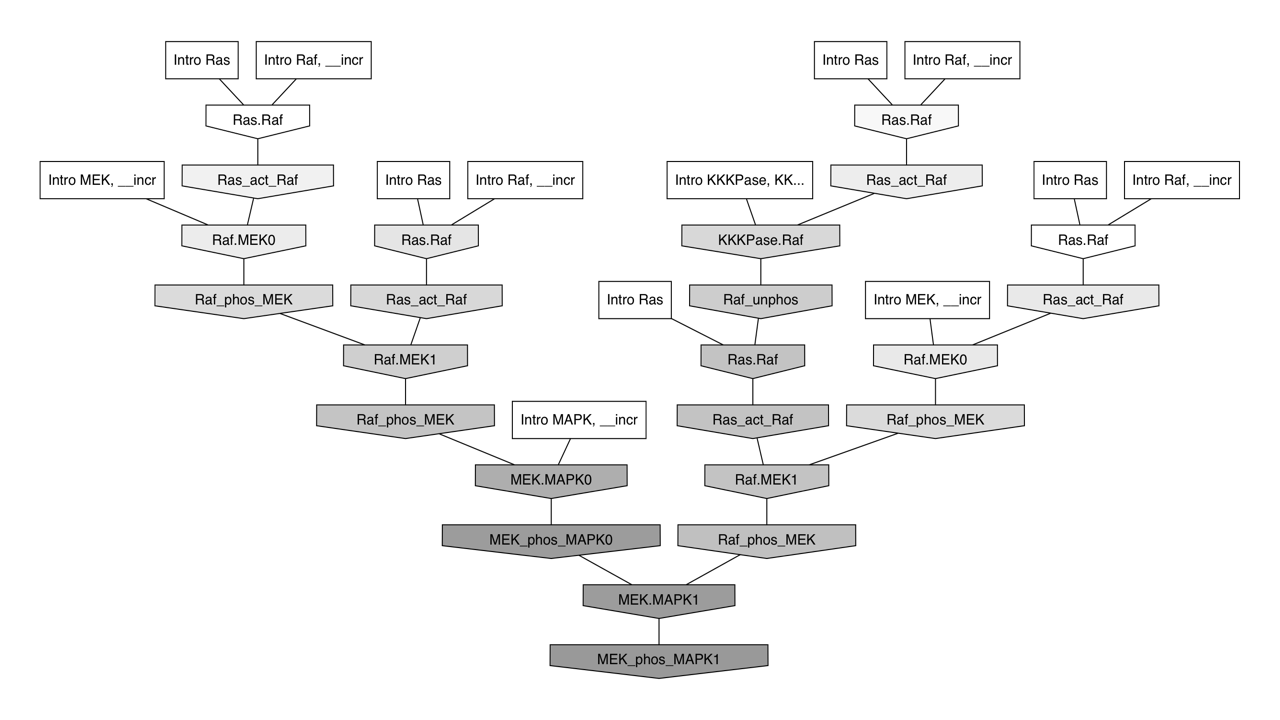 Intro Ras
Intro Raf, __incr
Intro Ras
Intro Raf, __incr
Ras.Raf
Ras.Raf
Intro MEK, __incr
Ras_act_Raf
Intro Ras
Intro Raf, __incr
Intro KKKPase, KK...
Ras_act_Raf
Intro Ras
Intro Raf, __incr
Raf.MEK0
Ras.Raf
KKKPase.Raf
Ras.Raf
Raf_phos_MEK
Ras_act_Raf
Intro Ras
Raf_unphos
Intro MEK, __incr
Ras_act_Raf
Raf.MEK1
Ras.Raf
Raf.MEK0
Raf_phos_MEK
Intro MAPK, __incr
Ras_act_Raf
Raf_phos_MEK
MEK.MAPK0
Raf.MEK1
MEK_phos_MAPK0
Raf_phos_MEK
MEK.MAPK1
MEK_phos_MAPK1